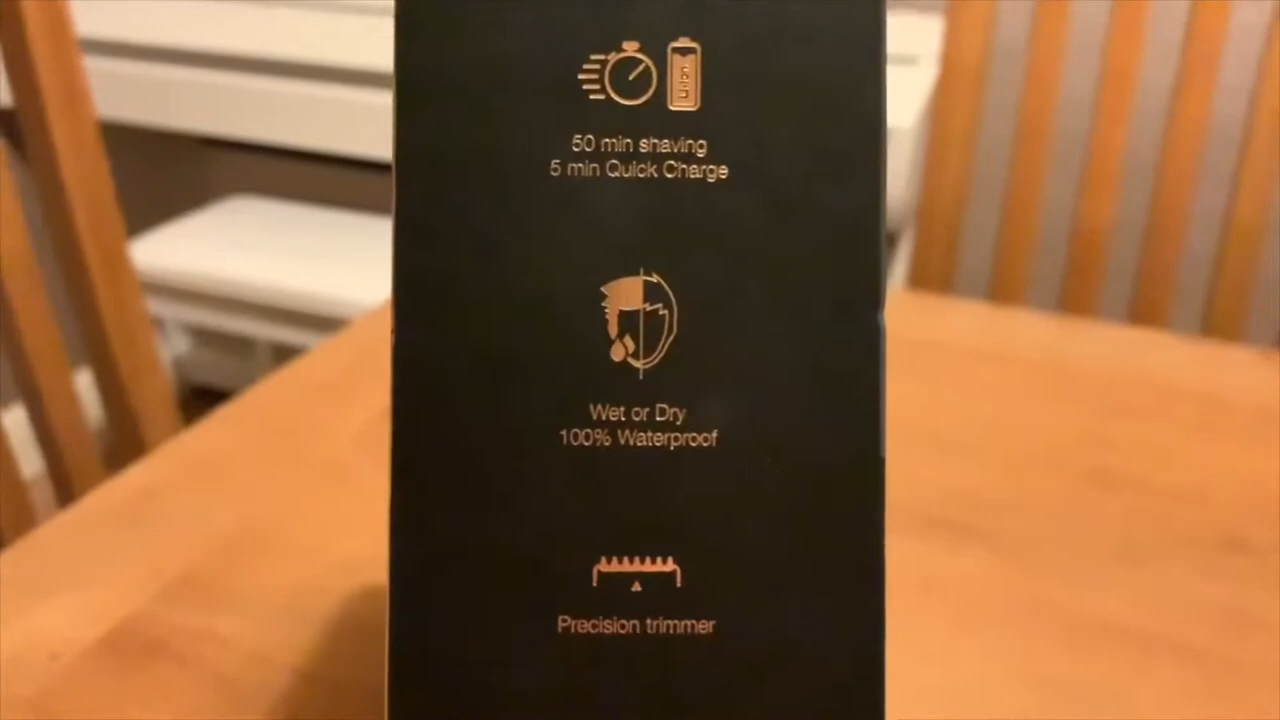 50 min shaving
5 min Quick Charge
Wet or Dry
100% Waterproof
Precision trimmer